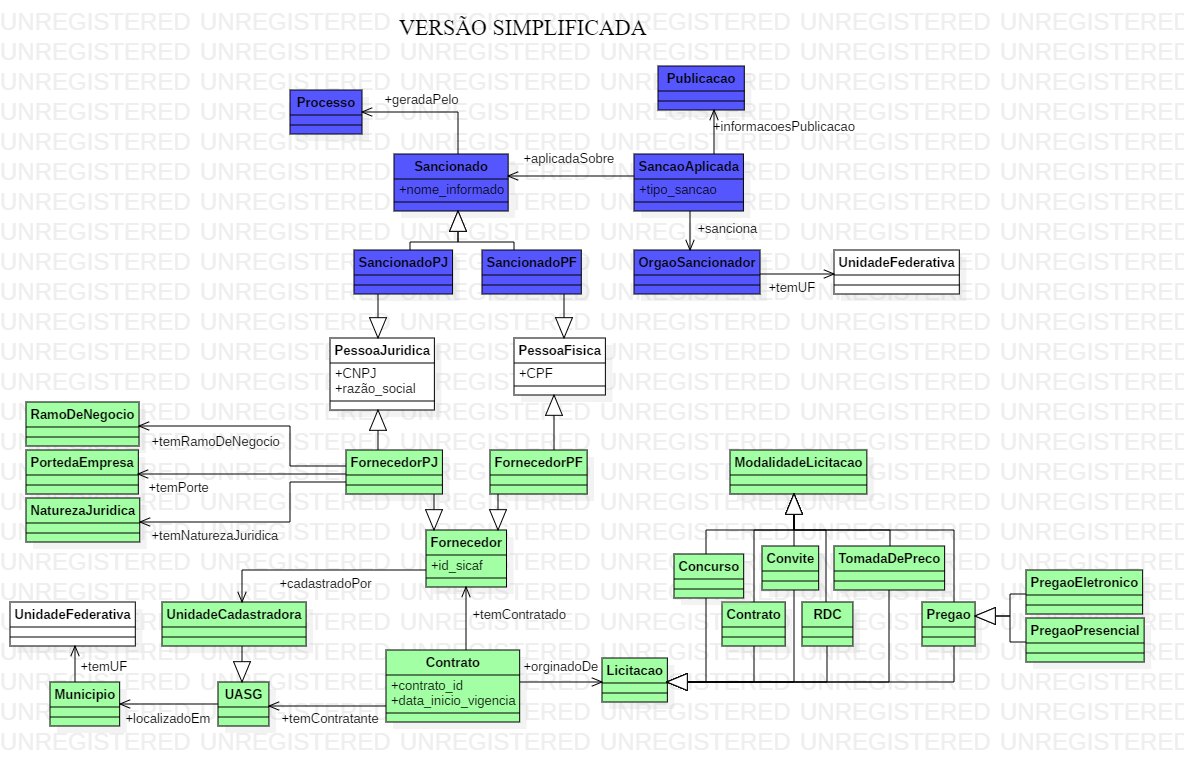 VERSÃO SIMPLIFICADA
Publicacao
Processo
+geradaPelo
+informacoesPublicacao
Sancionado
+nome_informado
+aplicadaSobre
SancaoAplicada
+tipo_sancao
+sanciona
SancionadoPJ
SancionadoPF
OrgaoSancionador
+temUF
UnidadeFederativa
PessoaJuridica
+CNPJ
+razão_social
PessoaFisica
+CPF
RamoDeNegocio
+temRamoDeNegocio
PortedaEmpresa
+temPorte
NaturezaJuridica
+temNaturezaJuridica
FornecedorPJ
FornecedorPF
ModalidadeLicitacao
Fornecedor
+id_sicaf
+cadastradoPor
+temContratado
Concurso
Convite
TomadaDePreco
Contrato
RDC
Pregao
PregaoEletronico
PregaoPresencial
UnidadeFederativa
UnidadeCadastradora
+temUF
Municipio
+localizadoEm
UASG
+temContratante
Contrato
+contrato_id
+data_inicio_vigencia
+orginadoDe
Licitacao
UNREGISTERED